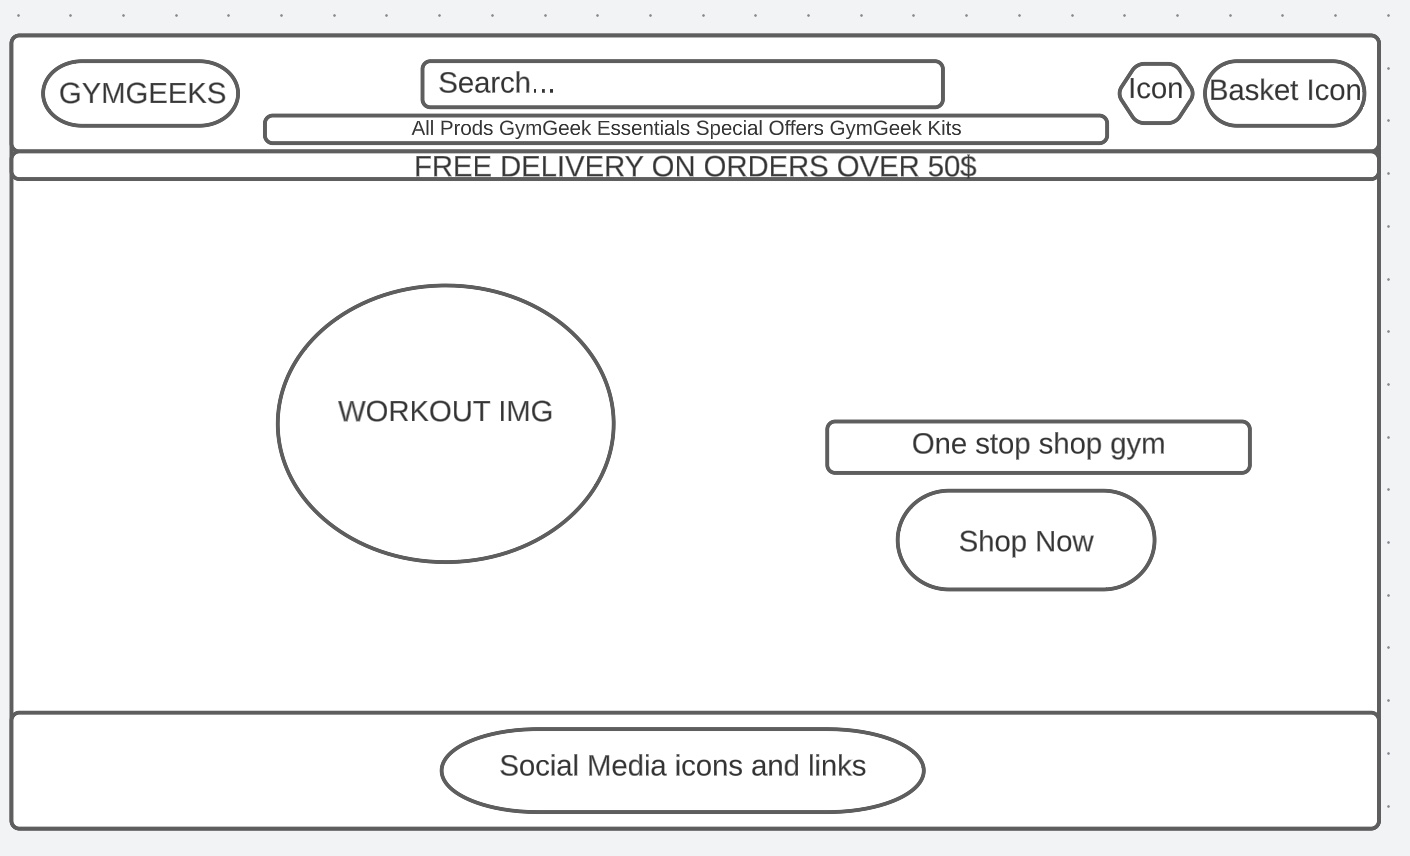 GYMGEEKS
Search...
Icon
Basket Icon
All Prods GymGeek Essentials Special Offers GymGeek Kits
FREE DELIVERY ON ORDERS OVER 50$
WORKOUT IMG
One stop shop gym
Shop Now
Social Media icons and links